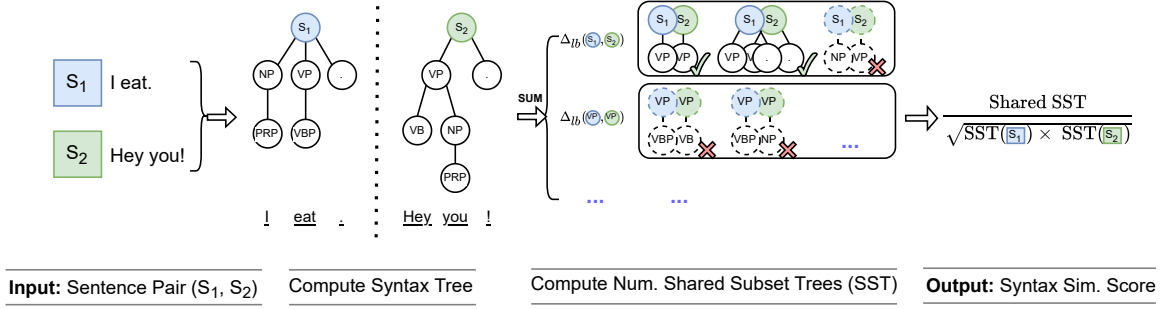 S1 I eat.
S2 Hey you!
S1
NP VP .
PRP VBP
I eat .
S2
VP .
VB NP
PRP
Hey you !
SUM
Δlb(S1, S2)
S1 S2 S1 S2 S1 S2
VP VP VP V . . NP VP
Δlb(VP, VP)
VP VP VP VP
VBP VB VBP NP ...
... ...
Shared SST
√SST(S1) × SST(S2)
Input: Sentence Pair (S1, S2)
Compute Syntax Tree
Compute Num. Shared Subset Trees (SST)
Output: Syntax Sim. Score